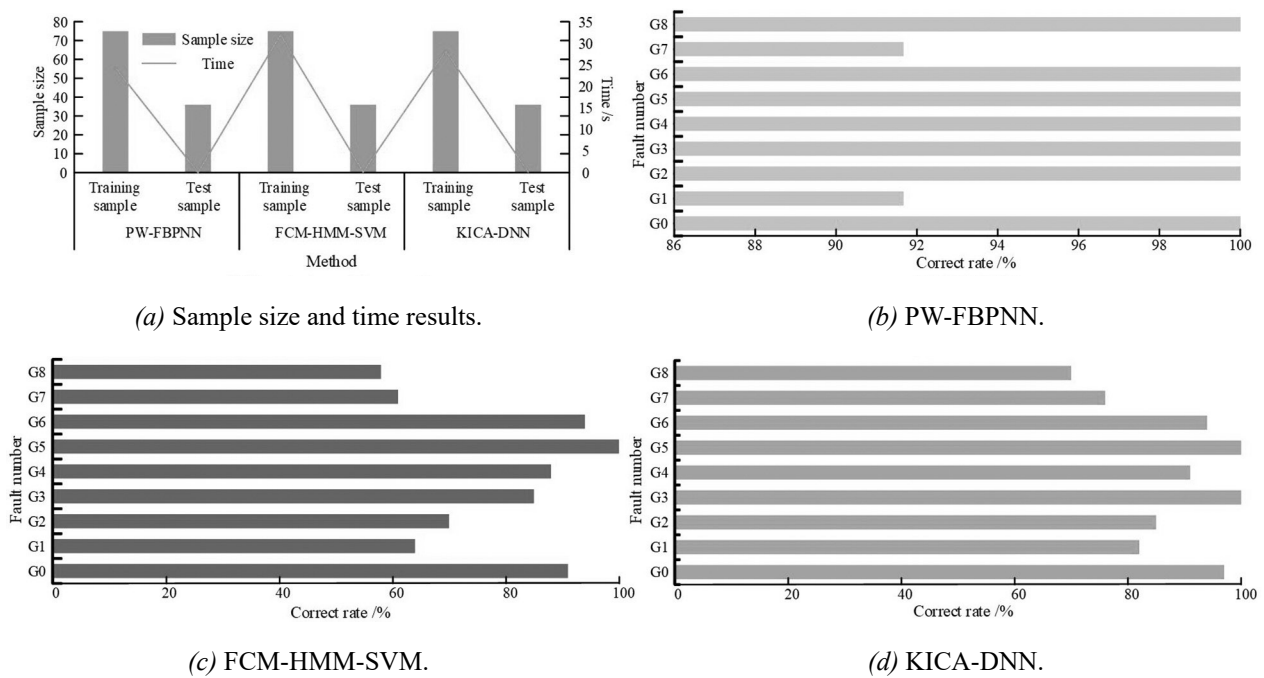 80
70
60
50
40
30
20
10
0
Sample size
Sample size
Time
35
30
25
20
15
10
5
0
Time /s
Training sample
Test sample
Training sample
Test sample
Training sample
Test sample
PW-FBPNN
FCM-HMM-SVM
KICA-DNN
Method
(a) Sample size and time results.
Fault number
G8
G7
G6
G5
G4
G3
G2
G1
G0
86 88 90 91 92 94 96 98 100
Correct rate /%
(b) PW-FBPNN.
Fault number
G8
G7
G6
G5
G4
G3
G2
G1
G0
0 20 40 60 80 100
Correct rate /%
(c) FCM-HMM-SVM.
Fault number
G8
G7
G6
G5
G4
G3
G2
G1
G0
0 20 40 60 80 100
Correct rate /%
(d) KICA-DNN.